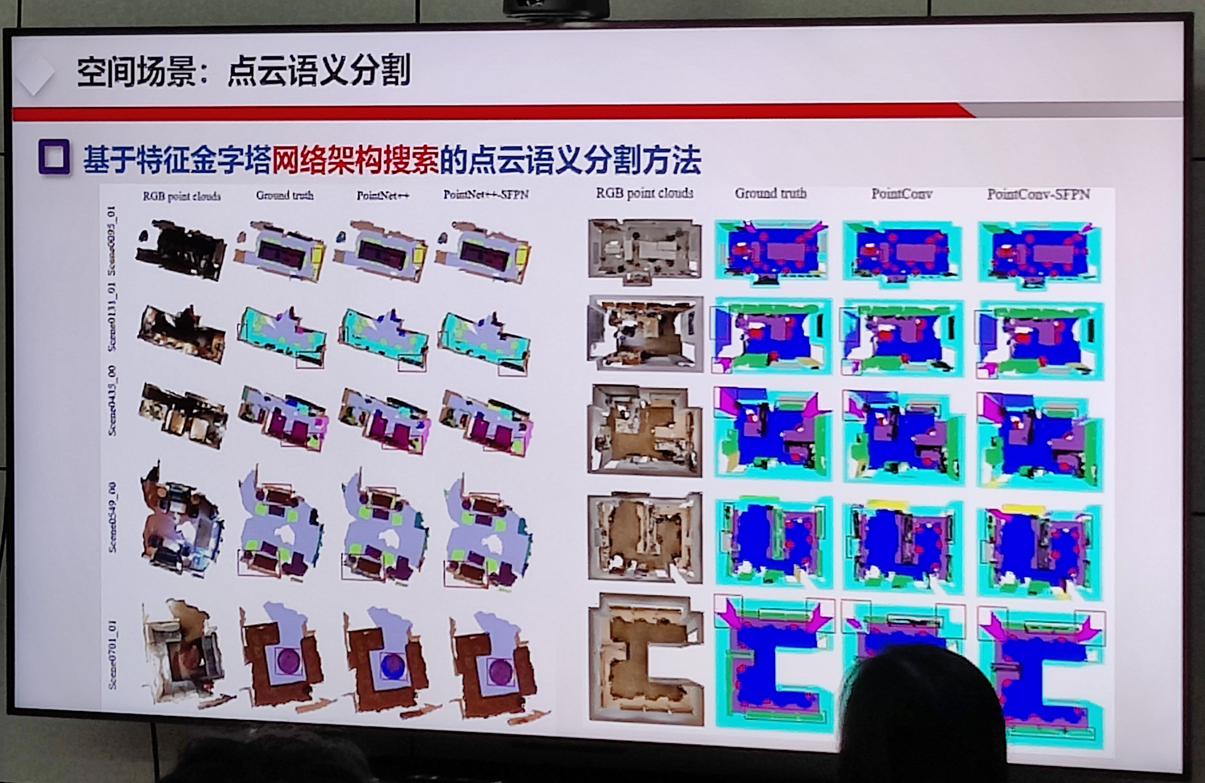 空间场景：点云语义分割
基于特征金字塔网络架构搜索的点云语义分割方法
RGB point clouds Ground truth PointNet++ PointNet++-SFPN
RGB point clouds Ground truth PointConv PointConv-SFPN
Scene0095_01
Scene0131_01
Scene0435_00
Scene0549_00
Scene0701_01